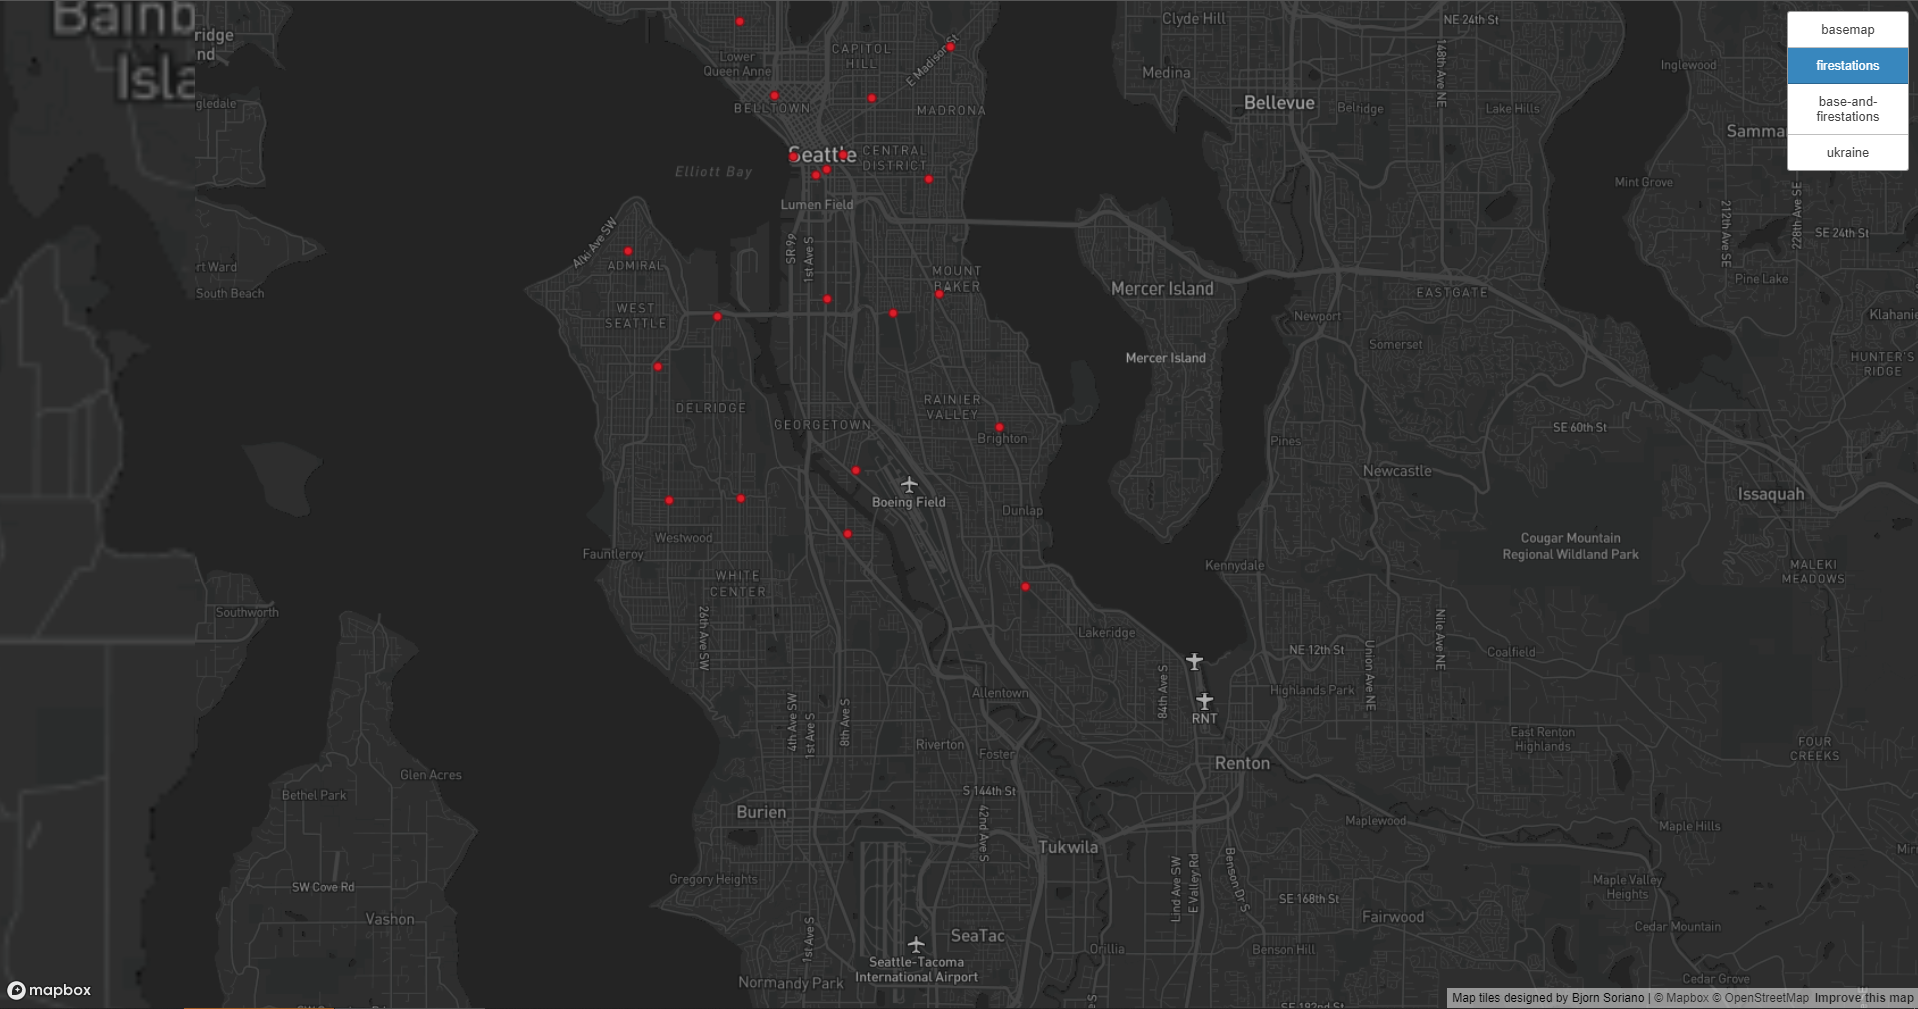 Bainb
Isla
ridge
nd
gledale
rt Ward
South Beach
Southworth
Glen Acres
Bethel Park
SW Cove Rd
Vashon
Lower
Queen Anne
CAPITOL
HILL
E Madison St
BELLTOWN
MADRONA
Seattle
CENTRAL
DISTRICT
Elliott Bay
Lumen Field
Alki Ave SW
ADMIRAL
SR 99
1st Ave S
MOUNT
BAKER
WEST
SEATTLE
DELRIDGE
GEORGETOWN
RAINIER
VALLEY
Brighton
Boeing Field
Dunlap
Westwood
Fauntleroy
WHITE
CENTER
26th Ave SW
Lakeridge
84th Ave S
Allentown
4th Ave SW
1st Ave S
8th Ave S
Riverton
Foster
S 144th St
42nd Ave S
Burien
Tukwila
Gregory Heights
1st Ave S
SeaTac
Seattle-Tacoma
International Airport
Normandy Park
Orillia
Clyde Hill
Medina
Bellevue
Belridge
NE 24th St
148th Ave NE
Lake Hills
Inglewood
Samma
Mint Grove
212th Ave SE
228th Ave SE
SE 24th St
Pine Lake
Klahanie
HUNTER'S
RIDGE
Mercer Island
Mercer Island
EASTGATE
Newport
Somerset
SE 60th St
Pines
Newcastle
Issaquah
Cougar Mountain
Regional Wildland Park
MALEKI
MEADOWS
Kennydale
NE 12th St
Union Ave NE
Nile Ave NE
Coalfield
Highlands Park
RNT
Renton
East Renton
Highlands
FOUR
CREEKS
Maplewood
Maple Hills
Mir
Lind Ave SW
E Valley Rd
Benson Dr S
SE 168th St
Fairwood
Maple Valley
Heights
Cedar Mountain
Benson Hill
Cedar Grove
SE 192nd St
basemap
firestations
base-and-
firestations
ukraine
mapbox
Map tiles designed by Bjorn Soriano | © Mapbox © OpenStreetMap Improve this map